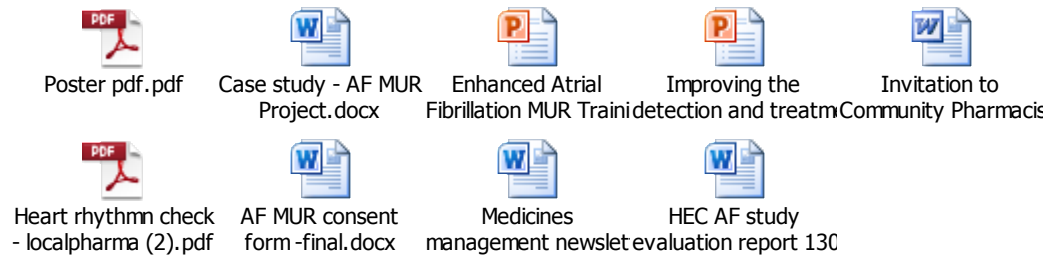 Poster pdf.pdf
Case study - AF MUR
Project.docx
Enhanced Atrial
Fibrillation MUR Traini
Improving the
detection and treatm
Invitation to
Community Pharmacis
Heart rhythmn check
- localpharma (2).pdf
AF MUR consent
form -final.docx
Medicines
management newslet
HEC AF study
evaluation report 130